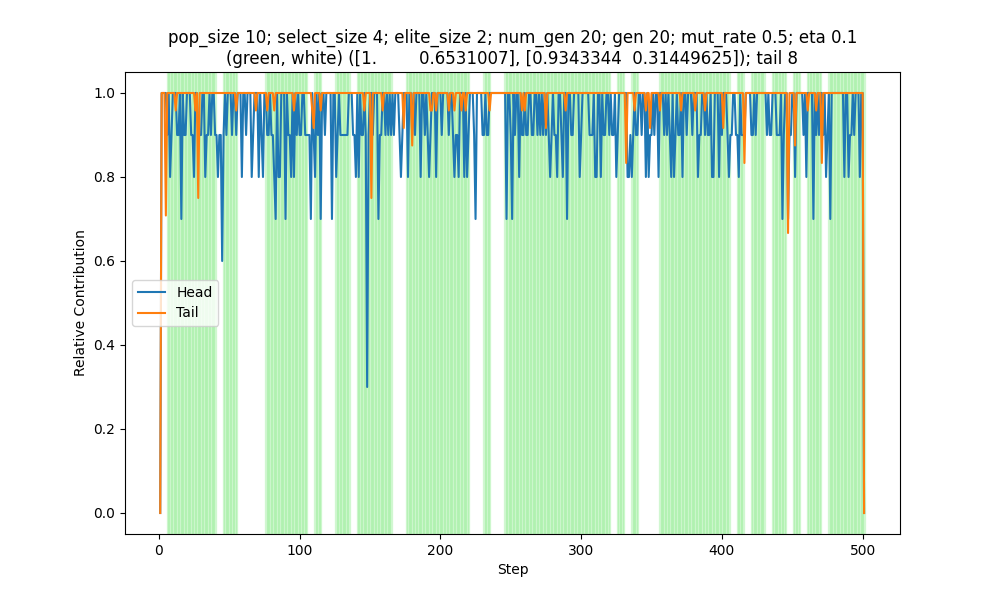 pop_size 10; select_size 4; elite_size 2; num_gen 20; gen 20; mut_rate 0.5; eta 0.1
(green, white) ([1.        0.6531007], [0.9343344  0.31449625]); tail 8
1.0
0.8
0.6
0.4
0.2
0.0
Relative Contribution
Head
Tail
0
100
200
300
400
500
Step